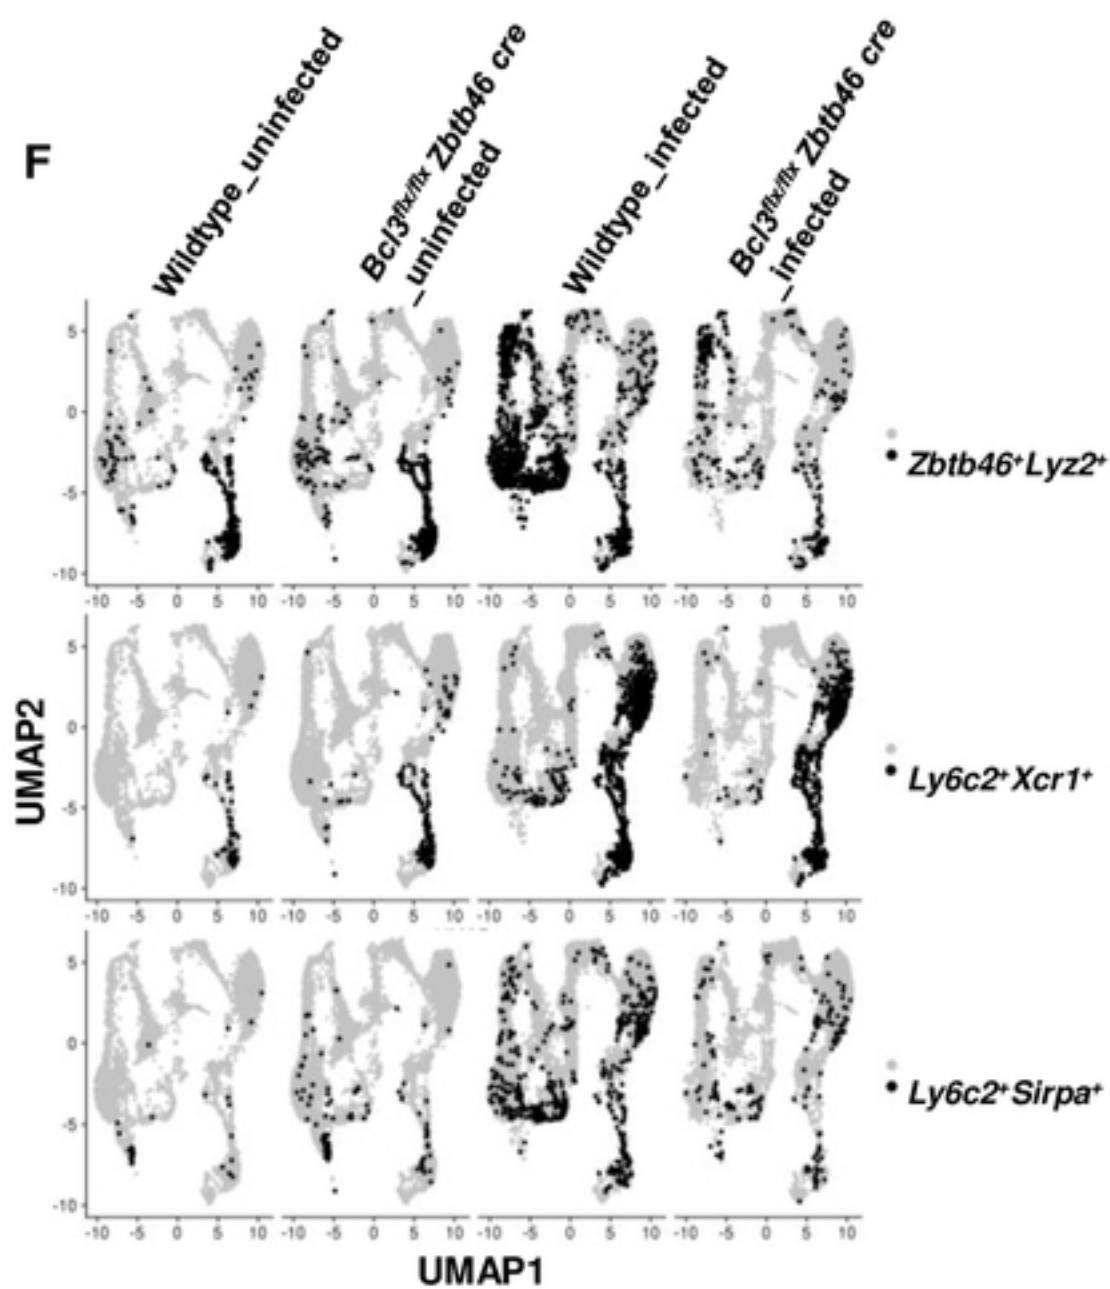 F
Wildtype_uninfected
Bcl3flx/flx Zbtb46 cre
_uninfected
Wildtype_infected
Bcl3flx/flx Zbtb46 cre
_infected
5
0
-5
-10
Zbtb46+Lyz2+
-10 -5 0 5 10 -10 -5 0 5 10 -10 -5 0 5 10 -10 -5 0 5 10
5
0
-5
-10
Ly6c2+Xcr1+
-10 -5 0 5 10 -10 -5 0 5 10 -10 -5 0 5 10 -10 -5 0 5 10
UMAP2
5
0
-5
-10
Ly6c2+Sirpa+
-10 -5 0 5 10 -10 -5 0 5 10 -10 -5 0 5 10 -10 -5 0 5 10
UMAP1